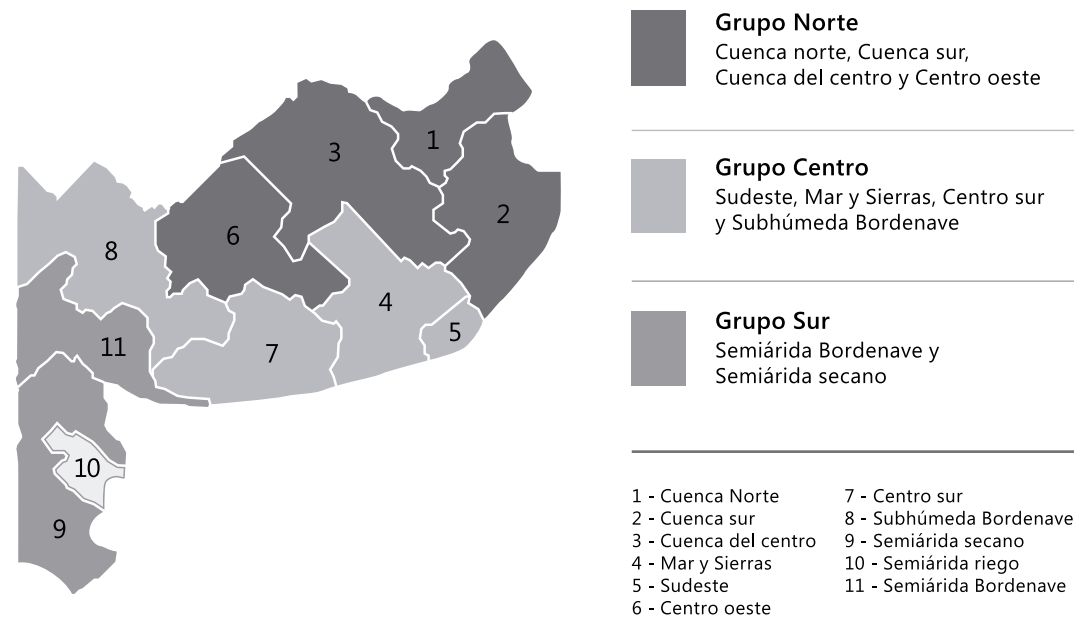 Grupo Norte
Cuenca norte, Cuenca sur,
Cuenca del centro y Centro oeste
Grupo Centro
Sudeste, Mar y Sierras, Centro sur
y Subhúmeda Bordenave
Grupo Sur
Semiárida Bordenave y
Semiárida secano
1
3
2
6
8
4
5
7
11
10
9
1 - Cuenca Norte
2 - Cuenca sur
3 - Cuenca del centro
4 - Mar y Sierras
5 - Sudeste
6 - Centro oeste
7 - Centro sur
8 - Subhúmeda Bordenave
9 - Semiárida secano
10 - Semiárida riego
11 - Semiárida Bordenave